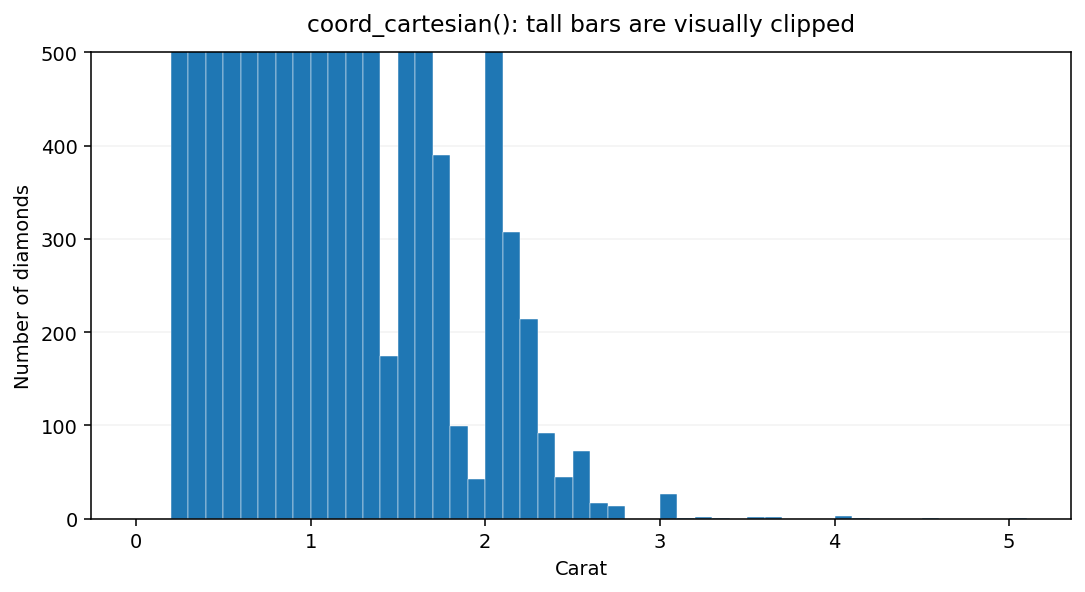 coord_cartesian(): tall bars are visually clipped
Number of diamonds
500
400
300
200
100
0
0 1 2 3 4 5
Carat